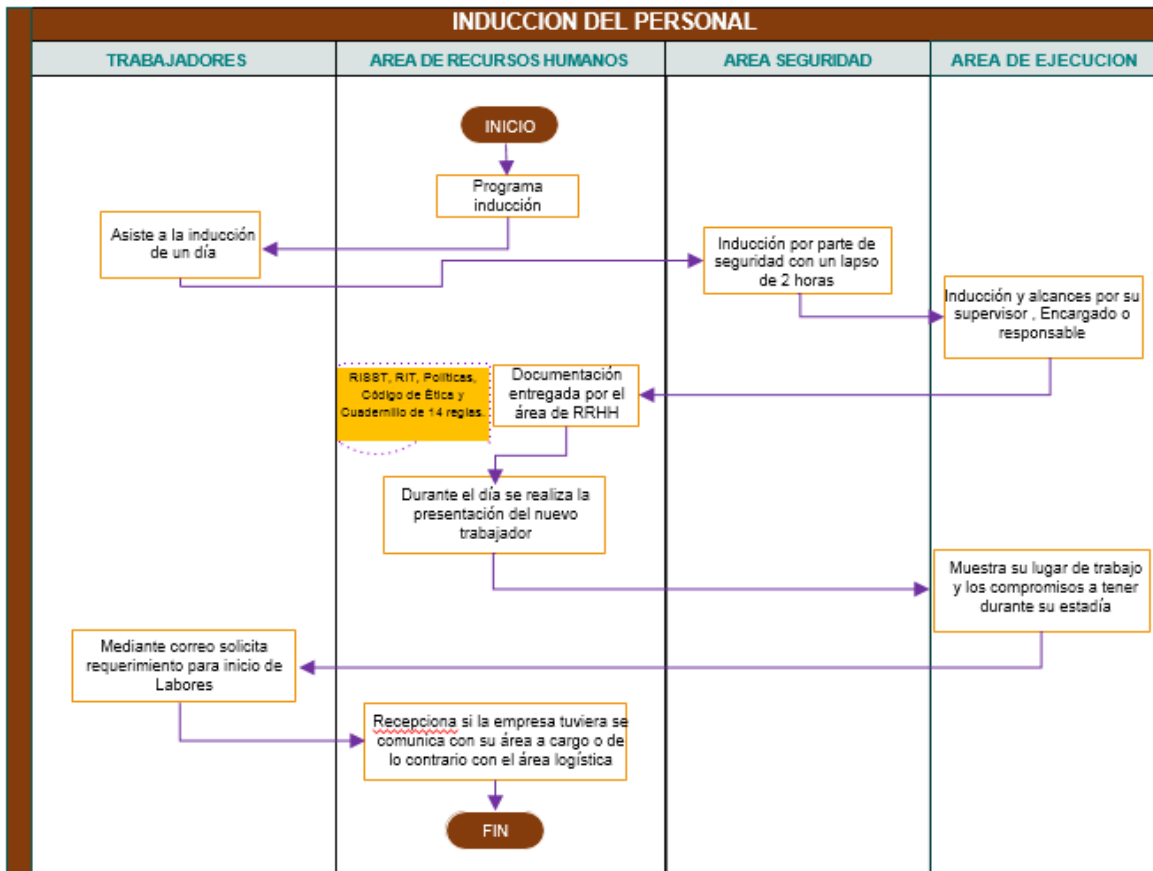 INDUCCION DEL PERSONAL
TRABAJADORES
AREA DE RECURSOS HUMANOS
AREA SEGURIDAD
AREA DE EJECUCION
INICIO
Programa
inducción
Asiste a la inducción
de un día
Inducción por parte de
seguridad con un lapso
de 2 horas
Inducción y alcances por su
supervisor , Encargado o
responsable
RISST, RIT, Políticas,
Código de Ética y
Cuadernillo de 14 reglas.
Documentación
entregada por el
área de RRHH
Durante el día se realiza la
presentación del nuevo
trabajador
Muestra su lugar de trabajo
y los compromisos a tener
durante su estadía
Mediante correo solicita
requerimiento para inicio de
Labores
Recepciona si la empresa tuviera se
comunica con su área a cargo o de
lo contrario con el área logística
FIN